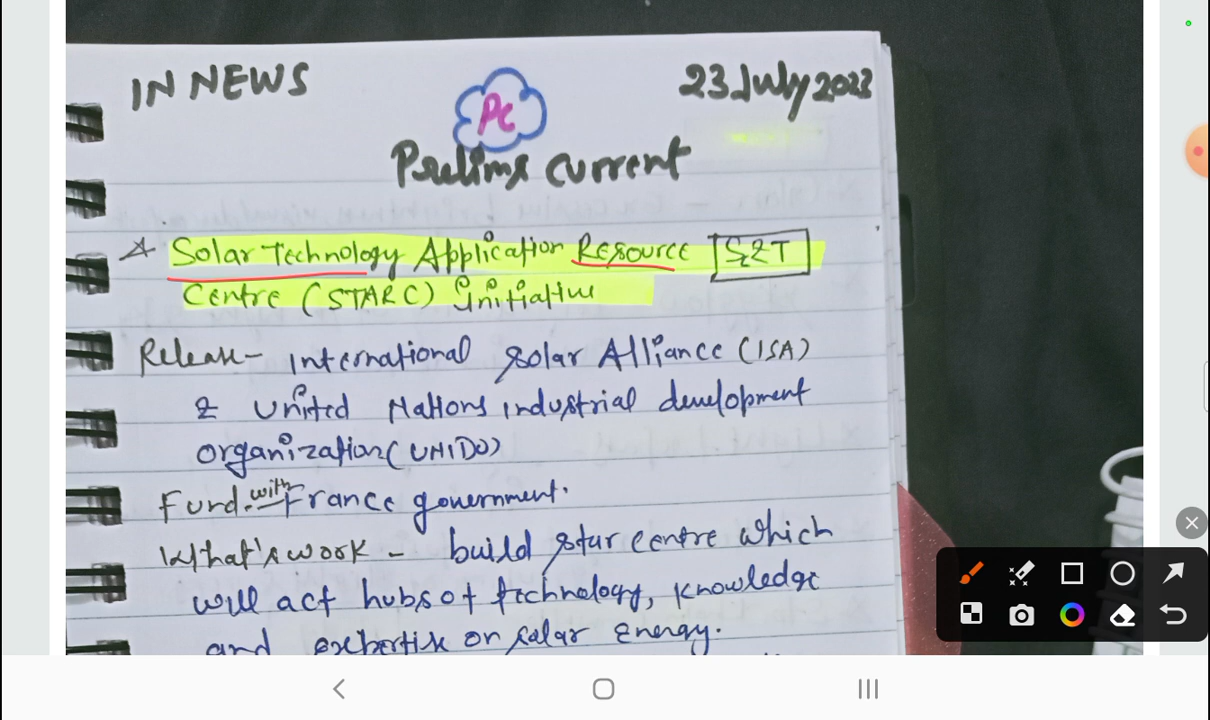 IN NEWS
23 July 2023
PC
Prelims current
Solar Technology Application Resource S&T
Centre (STARC) initiative
Release- International Solar Alliance (ISA)
& United Nations industrial development
organization (UNIDO)
Fund. with France government.
What's work - build star centre which
will act hubs of technology, knowledge
and expertise on solar energy.